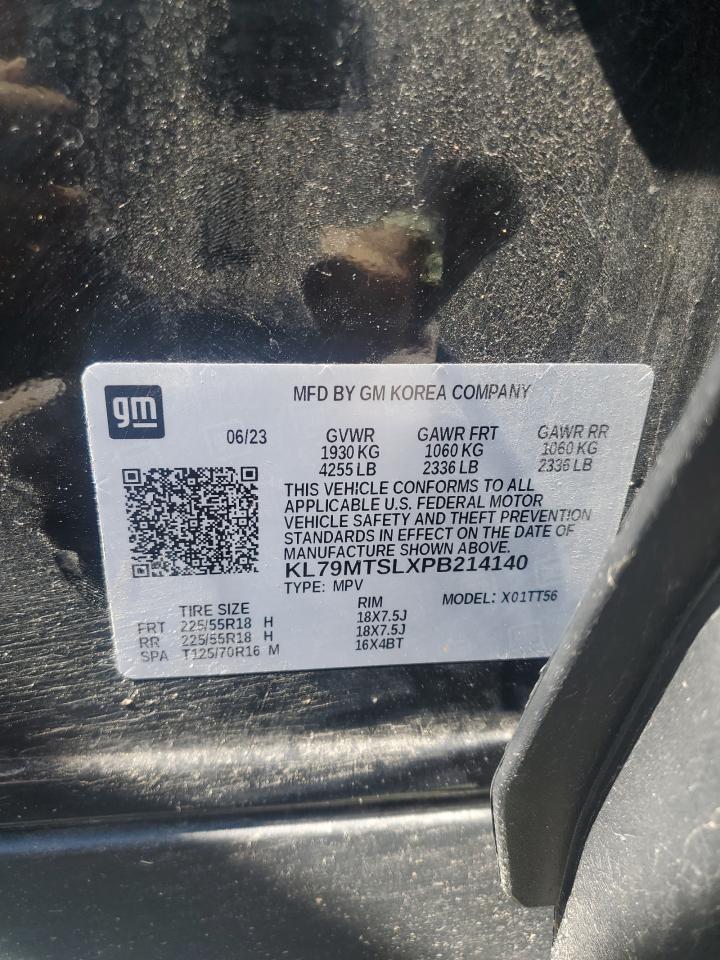 gm
MFD BY GM KOREA COMPANY
06/23 GVWR GAWR FRT GAWR RR
1930 KG 1060 KG 1060 KG
4255 LB 2336 LB 2336 LB
THIS VEHICLE CONFORMS TO ALL
APPLICABLE U.S. FEDERAL MOTOR
VEHICLE SAFETY AND THEFT PREVENTION
STANDARDS IN EFFECT ON THE DATE OF
MANUFACTURE SHOWN ABOVE.
KL79MTSLXPB214140
TYPE: MPV
MODEL: X01TT56
TIRE SIZE RIM
FRT 225/55R18 H 18X7.5J
RR 225/55R18 H 18X7.5J
SPA T125/70R16 M 16X4BT